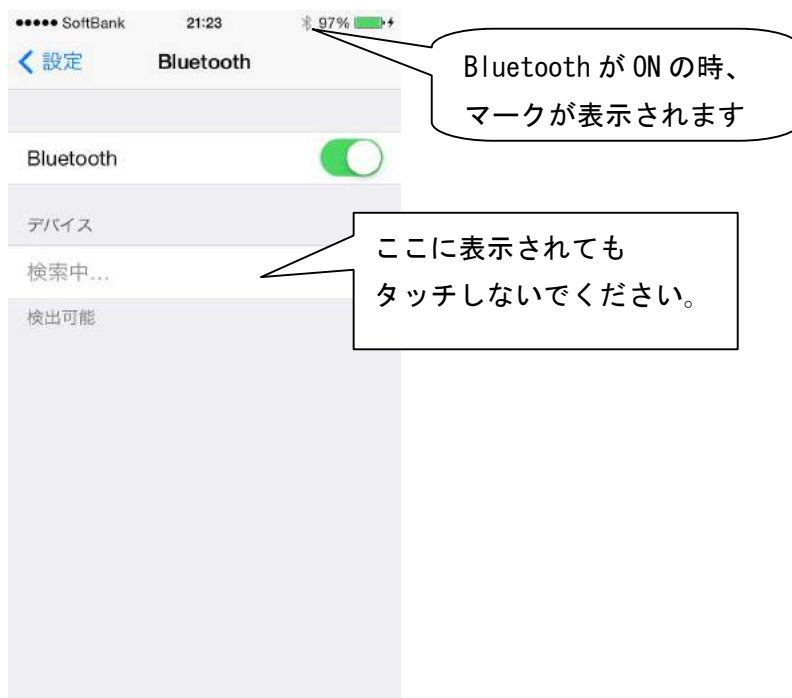 ●●●●● SoftBank 21:23 97%
設定 Bluetooth
Bluetooth が ON の時、
マークが表示されます
Bluetooth
デバイス
検索中...
検出可能
ここに表示されても
タッチしないでください。